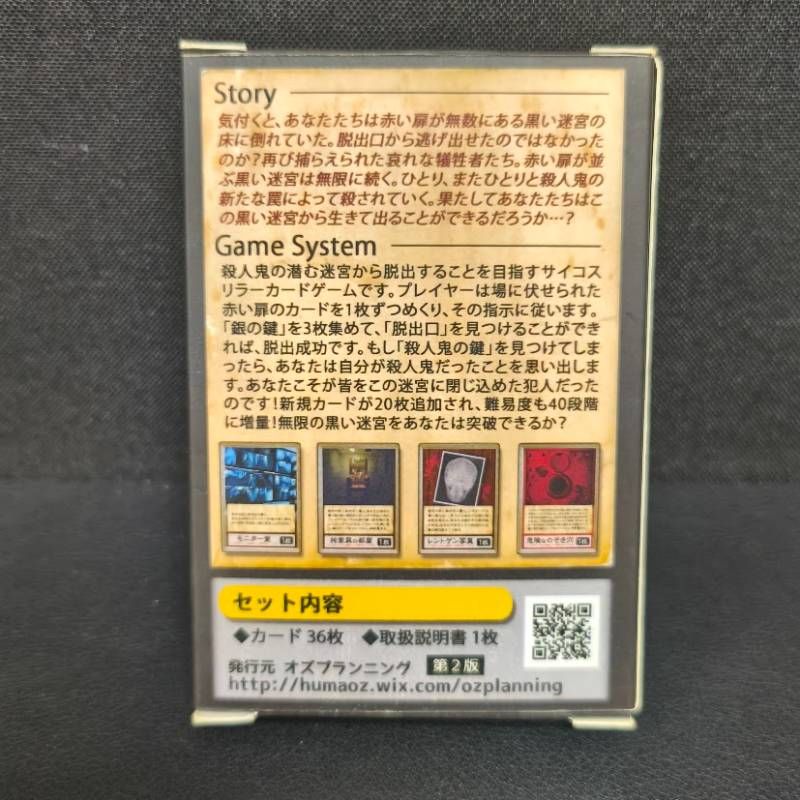 Story
気付くと、あなたたちは赤い扉が無数にある黒い迷宮の
床に倒れていた。脱出口から逃げ出せたのではなかった
のか?再び捕らえられた哀れな犠牲者たち。赤い扉が並
ぶ黒い迷宮は無限に続く。ひとり、またひとりと殺人鬼の
新たな罠によって殺されていく。果たしてあなたたちはこ
の黒い迷宮から生きて出ることができるだろうか…?
Game System
殺人鬼の潜む迷宮から脱出することを目指すサイコス
リラーカードゲームです。プレイヤーは場に伏せられた
赤い扉のカードを1枚ずつめくり、その指示に従います。
「銀の鍵」を3枚集めて、「脱出口」を見つけることができ
れば、脱出成功です。もし「殺人鬼の鍵」を見つけてしま
ったら、あなたは自分が殺人鬼だったことを思い出しま
す。あなたこそが皆をこの迷宮に閉じ込めた犯人だった
のです!新規カードが20枚追加され、難易度も40段階
に増量!無限の黒い迷宮をあなたは突破できるか?
モニター室 1枚
の部屋 1枚
レントゲン写真 1枚
危険なのぞき穴 1枚
セット内容
◆カード 36枚 ◆取扱説明書 1枚
発行元 オズプランニング 第2版
http://humaoz.wix.com/ozplanning